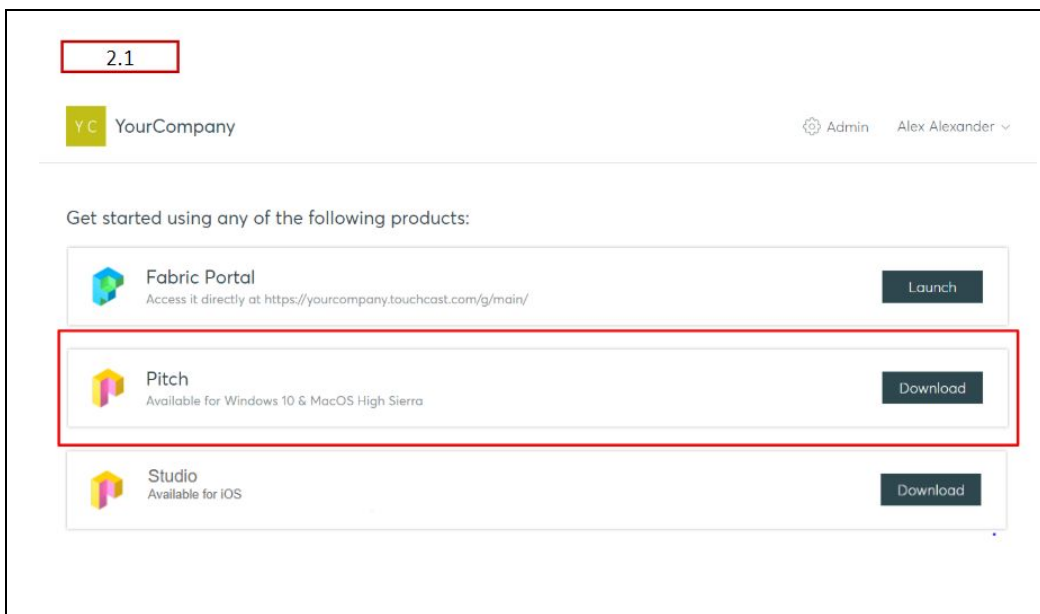 2.1
YC YourCompany Admin Alex Alexander
Get started using any of the following products:
Fabric Portal
Access it directly at https://yourcompany.touchcast.com/g/main/
Launch
Pitch
Available for Windows 10 & MacOS High Sierra
Download
Studio
Available for iOS
Download